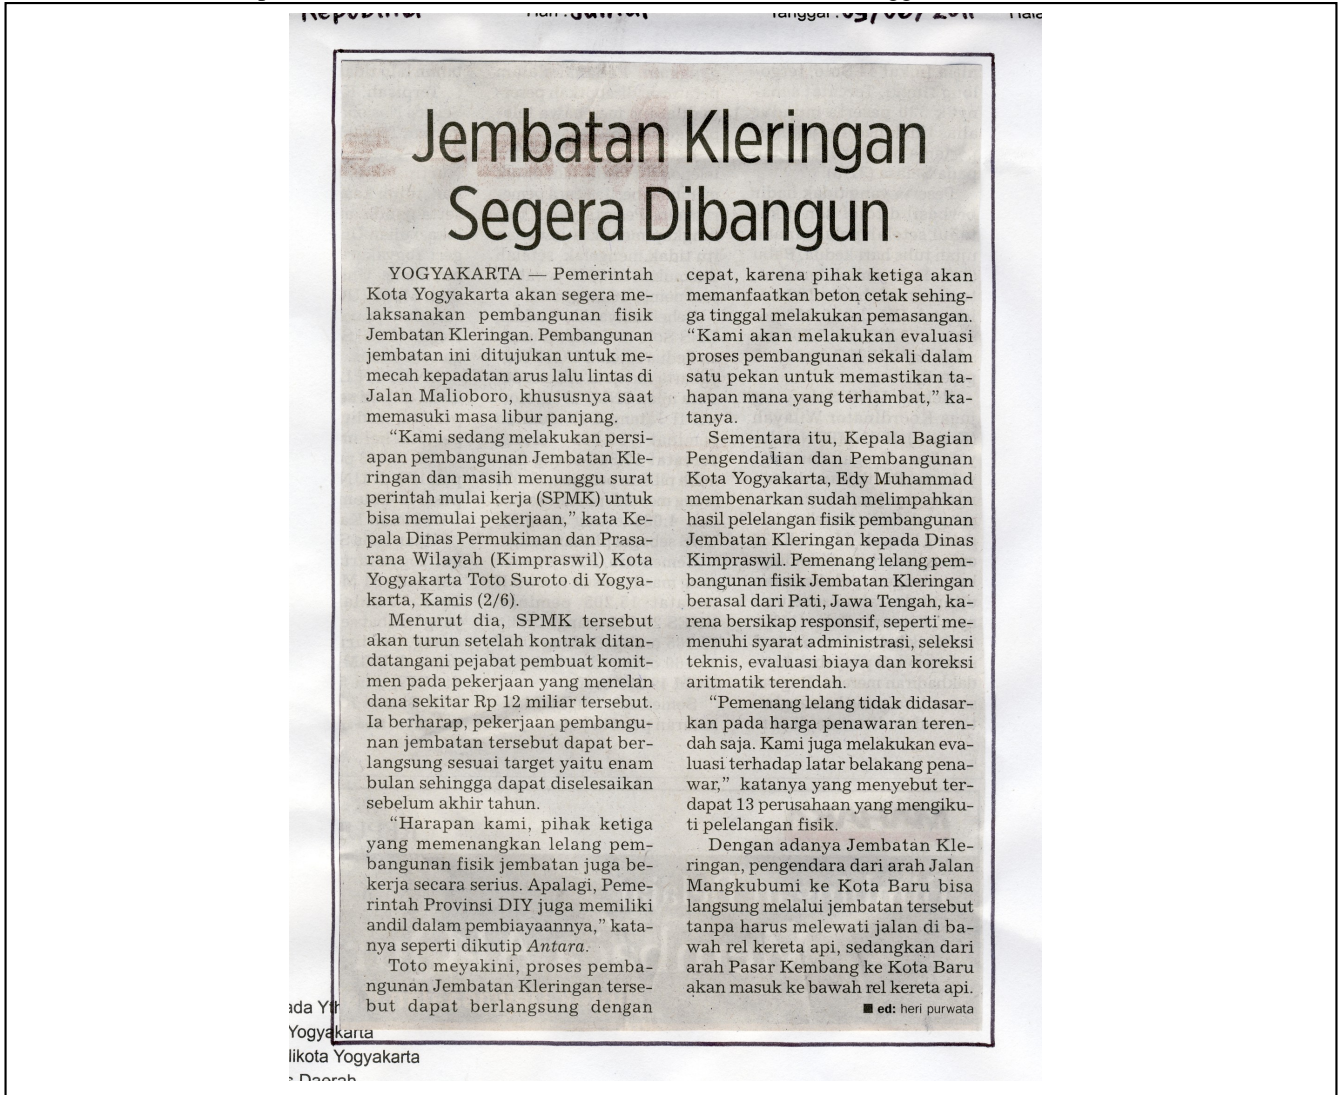 Republika
Tanggal : 03/06/2011
Jembatan Kleringan
Segera Dibangun
YOGYAKARTA — Pemerintah
Kota Yogyakarta akan segera me-
laksanakan pembangunan fisik
Jembatan Kleringan. Pembangunan
jembatan ini ditujukan untuk me-
mecah kepadatan arus lalu lintas di
Jalan Malioboro, khususnya saat
memasuki masa libur panjang.
“Kami sedang melakukan persi-
apan pembangunan Jembatan Kle-
ringan dan masih menunggu surat
perintah mulai kerja (SPMK) untuk
bisa memulai pekerjaan,” kata Ke-
pala Dinas Permukiman dan Prasa-
rana Wilayah (Kimpraswil) Kota
Yogyakarta Toto Suroto di Yogya-
karta, Kamis (2/6).
Menurut dia, SPMK tersebut
akan turun setelah kontrak ditan-
datangani pejabat pembuat komit-
men pada pekerjaan yang menelan
dana sekitar Rp 12 miliar tersebut.
Ia berharap, pekerjaan pembangu-
nan jembatan tersebut dapat ber-
langsung sesuai target yaitu enam
bulan sehingga dapat diselesaikan
sebelum akhir tahun.
“Harapan kami, pihak ketiga
yang memenangkan lelang pem-
bangunan fisik jembatan juga be-
kerja secara serius. Apalagi, Peme-
rintah Provinsi DIY juga memiliki
andil dalam pembiayaannya,” kata-
nya seperti dikutip Antara.
Toto meyakini, proses pemba-
ngunan Jembatan Kleringan terse-
but dapat berlangsung dengan
cepat, karena pihak ketiga akan
memanfaatkan beton cetak sehing-
ga tinggal melakukan pemasangan.
“Kami akan melakukan evaluasi
proses pembangunan sekali dalam
satu pekan untuk memastikan ta-
hapan mana yang terhambat,” ka-
tanya.
Sementara itu, Kepala Bagian
Pengendalian dan Pembangunan
Kota Yogyakarta, Edy Muhammad
membenarkan sudah melimpahkan
hasil pelelangan fisik pembangunan
Jembatan Kleringan kepada Dinas
Kimpraswil. Pemenang lelang pem-
bangunan fisik Jembatan Kleringan
berasal dari Pati, Jawa Tengah, ka-
rena bersikap responsif, seperti me-
menuhi syarat administrasi, seleksi
teknis, evaluasi biaya dan koreksi
aritmatik terendah.
“Pemenang lelang tidak didasar-
kan pada harga penawaran teren-
dah saja. Kami juga melakukan eva-
luasi terhadap latar belakang pena-
war,” katanya yang menyebut ter-
dapat 13 perusahaan yang mengiku-
ti pelelangan fisik.
Dengan adanya Jembatan Kle-
ringan, pengendara dari arah Jalan
Mangkubumi ke Kota Baru bisa
langsung melalui jembatan tersebut
tanpa harus melewati jalan di ba-
wah rel kereta api, sedangkan dari
arah Pasar Kembang ke Kota Baru
akan masuk ke bawah rel kereta api.
■ ed: heri purwata
ada Yth
Yogyakarta
likota Yogyakarta
Daerah